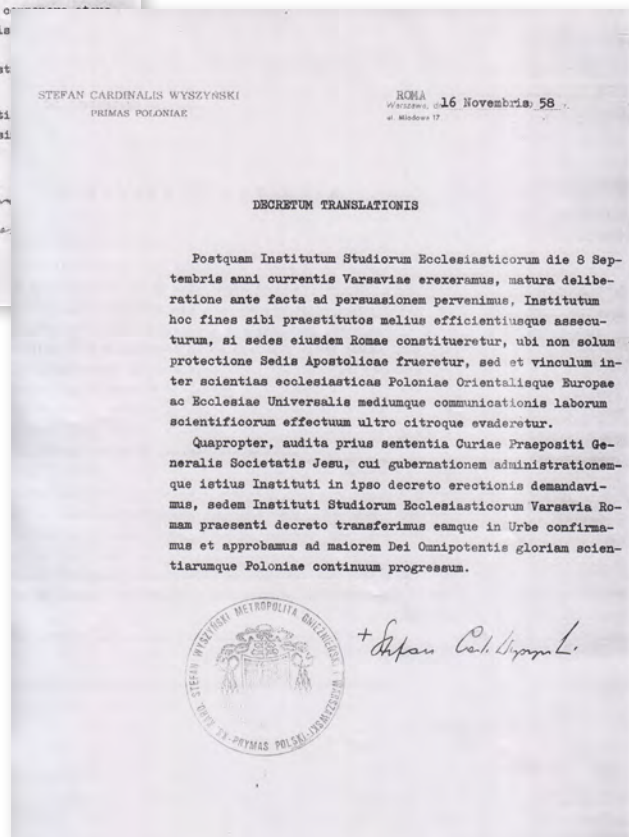 STEFAN CARDINALIS WYSZYŃSKI
PRIMAS POLONIAE
ROMA
Warszawa, d. 16 Novembris 58 r.
ul. Miodowa 17
DECRETUM TRANSLATIONIS
Postquam Institutum Studiorum Ecclesiasticorum die 8 Sep-
tembris anni currentis Varsaviae erexeramus, matura delibe-
ratione ante facta ad persuasionem pervenimus, Institutum
hoc fines sibi praestitutos melius efficientiusque assecu-
turum, si sedes eiusdem Romae constitueretur, ubi non solum
protectione Sedis Apostolicae frueretur, sed et vinculum in-
ter scientias ecclesiasticas Poloniae Orientalisque Europae
ac Ecclesiae Universalis mediumque communicationis laborum
scientificorum effectuum ultro citroque evaderetur.
Quapropter, audita prius sententia Curiae Praepositi Ge-
neralis Societatis Jesu, cui gubernationem administrationem-
que istius Instituti in ipso decreto erectionis demandavi-
mus, sedem Instituti Studiorum Ecclesiasticorum Varsavia Ro-
mam praesenti decreto transferimus eamque in Urbe confirma-
mus et approbamus ad maiorem Dei Omnipotentis gloriam scien-
tiarumque Poloniae continuum progressum.
KARD. STEFAN WYSZYŃSKI METROPOLITA GNIEŹNIEŃSKI I WARSZAWSKI
PRYMAS POLSKI
+ Stefan Card. Wyszyński